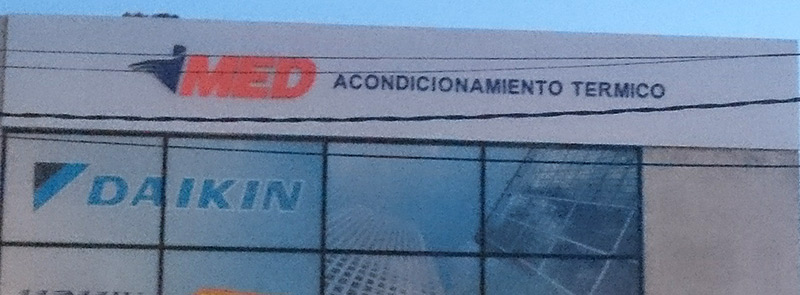 MED ACONDICIONAMIENTO TERMICO
DAIKIN